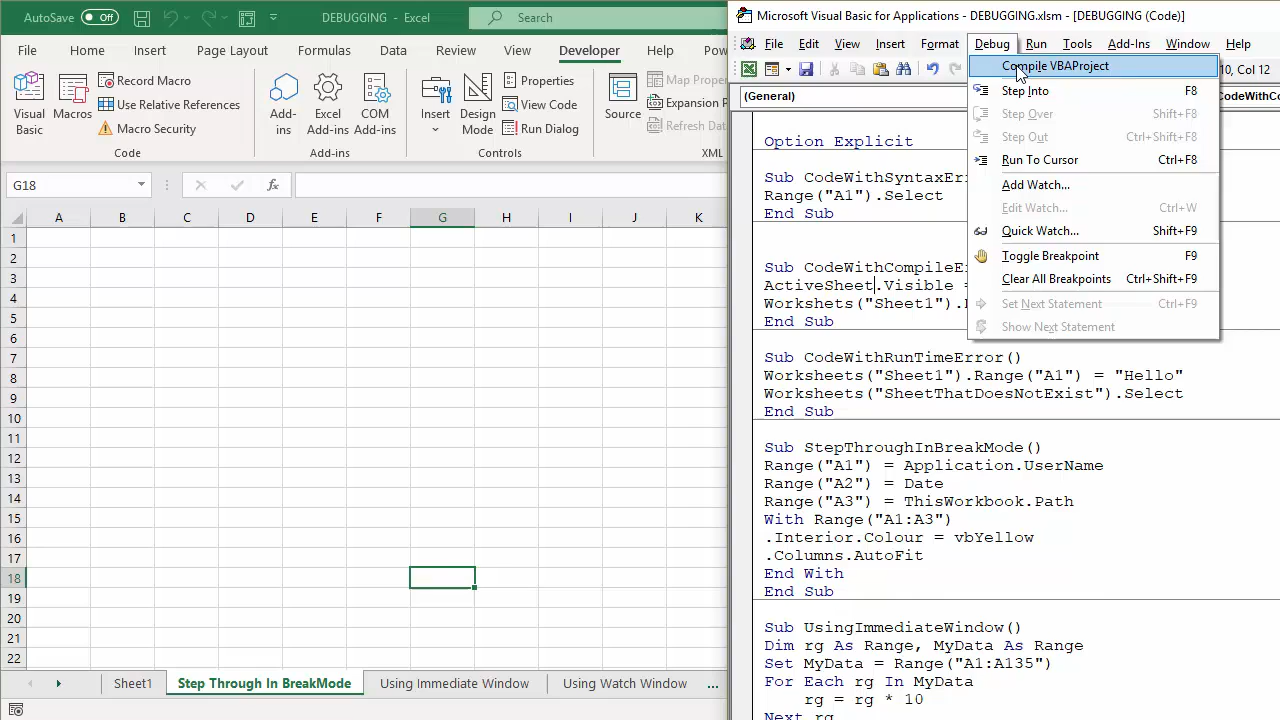 AutoSave Off DEBUGGING - Excel Search
File Home Insert Page Layout Formulas Data Review View Developer Help Pow
Visual Basic
Macros
Record Macro
Use Relative References
Macro Security
Code
Add-ins
Excel Add-ins
COM Add-ins
Add-ins
Insert
Design Mode
Properties
View Code
Run Dialog
Controls
Source
Map Proper
Expansion P
Refresh Dat
XML
G18
fx
A B C D E F G H I J K
1
2
3
4
5
6
7
8
9
10
11
12
13
14
15
16
17
18
19
20
21
22
Sheet1 Step Through In BreakMode Using Immediate Window Using Watch Window ...
Microsoft Visual Basic for Applications - DEBUGGING.xlsm - [DEBUGGING (Code)]
File Edit View Insert Format Debug Run Tools Add-Ins Window Help
10, Col 12
(General)
Compile VBAProject
Step Into F8
Step Over Shift+F8
Step Out Ctrl+Shift+F8
Run To Cursor Ctrl+F8
Add Watch...
Edit Watch... Ctrl+W
Quick Watch... Shift+F9
Toggle Breakpoint F9
Clear All Breakpoints Ctrl+Shift+F9
Set Next Statement Ctrl+F9
Show Next Statement
Option Explicit
Sub CodeWithSyntaxErr
Range("A1").Select
End Sub
Sub CodeWithCompileEr
ActiveSheet.Visible =
Workshets("Sheet1").
End Sub
Sub CodeWithRunTimeError()
Worksheets("Sheet1").Range("A1") = "Hello"
Worksheets("SheetThatDoesNotExist").Select
End Sub
Sub StepThroughInBreakMode()
Range("A1") = Application.UserName
Range("A2") = Date
Range("A3") = ThisWorkbook.Path
With Range("A1:A3")
.Interior.Colour = vbYellow
.Columns.AutoFit
End With
End Sub
Sub UsingImmediateWindow()
Dim rg As Range, MyData As Range
Set MyData = Range("A1:A135")
For Each rg In MyData
rg = rg * 10
Next rg